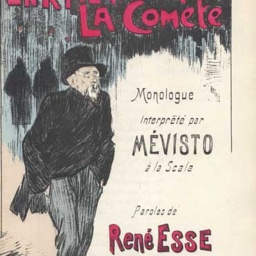 La Comète
Monologue
Interprété par
MÉVISTO
à la Scala
Paroles de
René ESSE